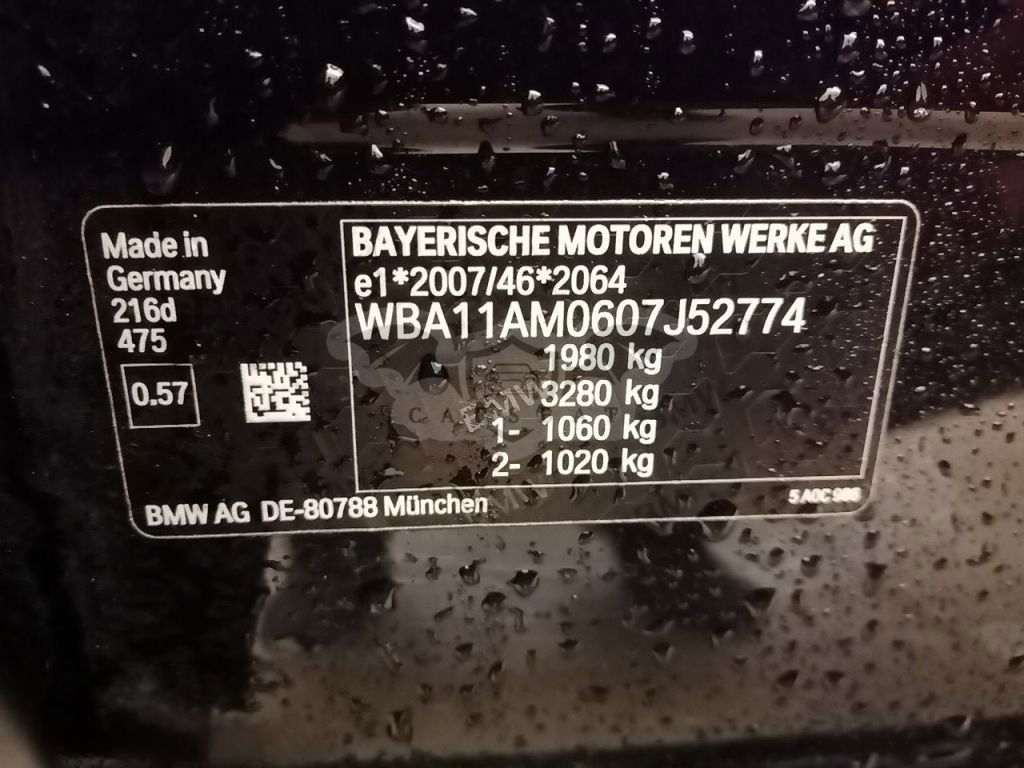 Made in
Germany
216d
475
0.57
BAYERISCHE MOTOREN WERKE AG
e1*2007/46*2064
WBA11AM0607J52774
1980 kg
3280 kg
1- 1060 kg
2- 1020 kg
BMW AG DE-80788 München